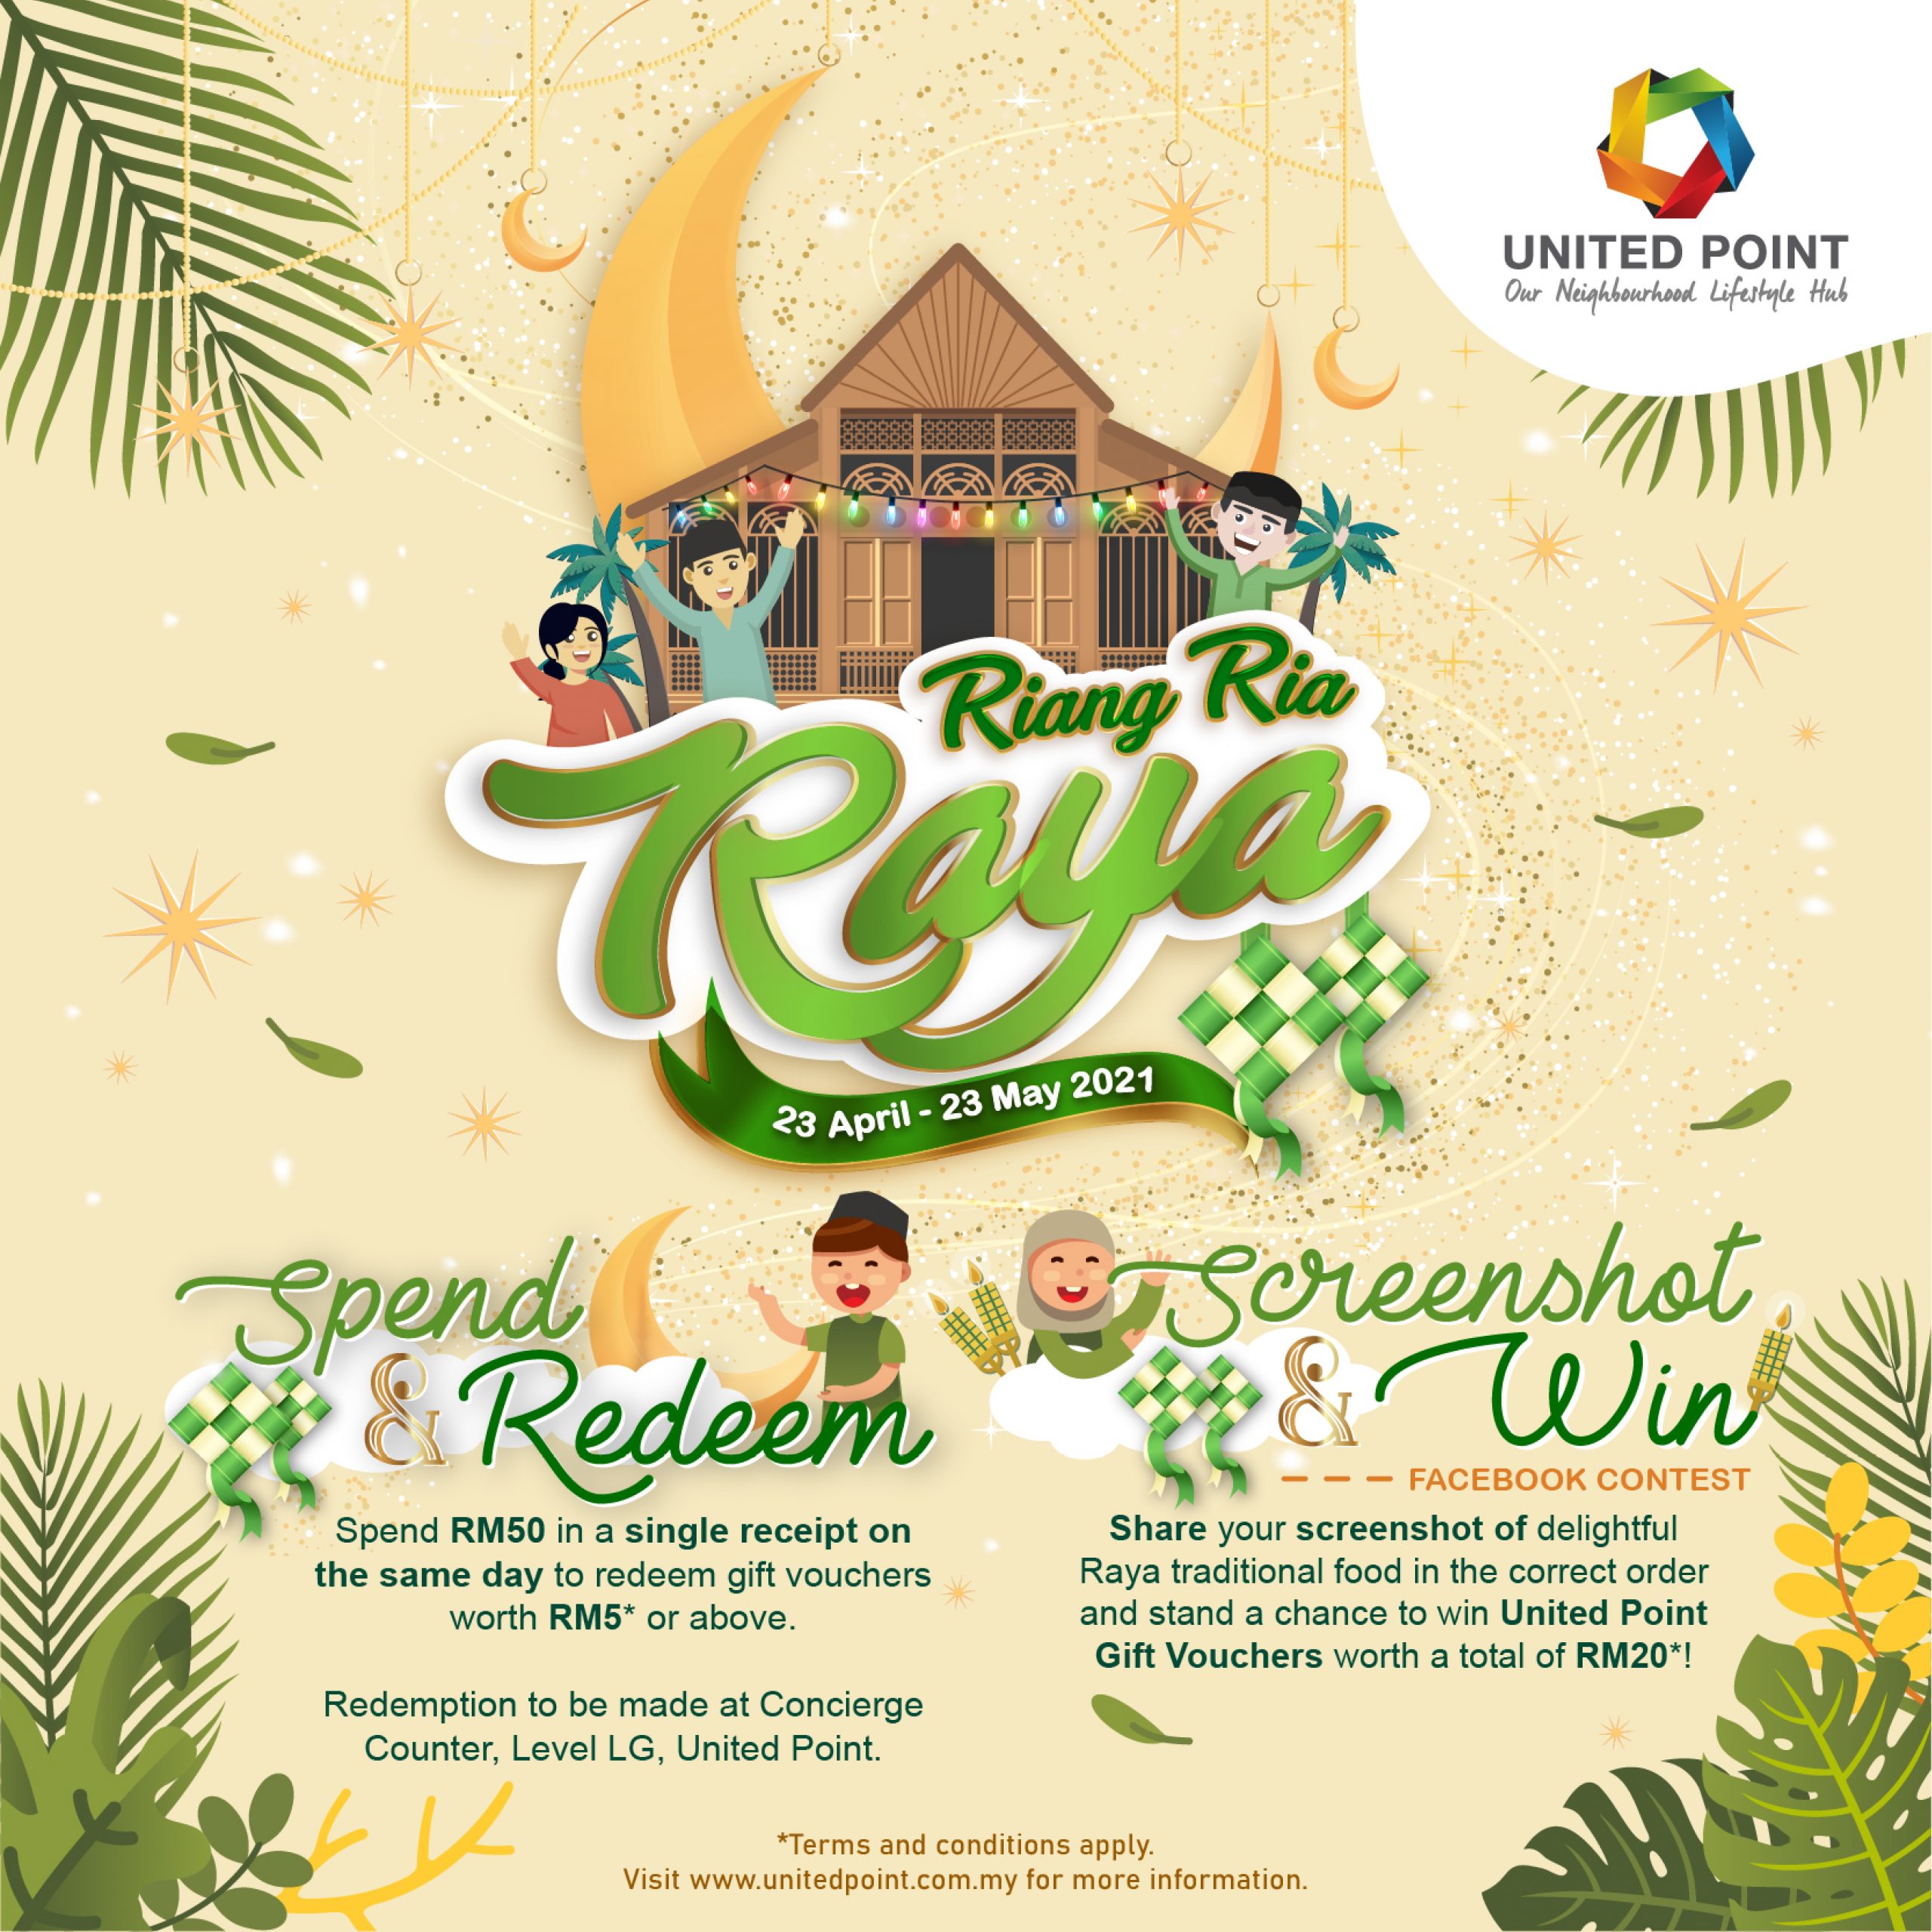 UNITED POINT
Our Neighbourhood Lifestyle Hub
Riang Ria
Raya
23 April - 23 May 2021
Spend
& Redeem
Spend RM50 in a single receipt on
the same day to redeem gift vouchers
worth RM5* or above.
Redemption to be made at Concierge
Counter, Level LG, United Point.
Screenshot
& Win
FACEBOOK CONTEST
Share your screenshot of delightful
Raya traditional food in the correct order
and stand a chance to win United Point
Gift Vouchers worth a total of RM20*!
*Terms and conditions apply.
Visit www.unitedpoint.com.my for more information.